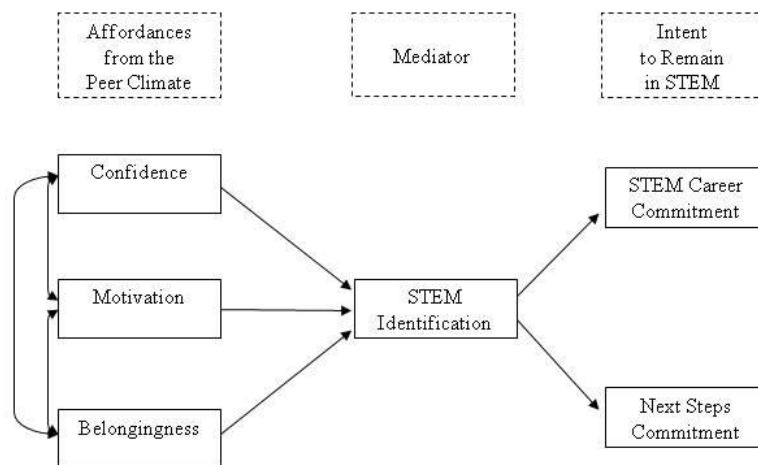 Affordances
from the
Peer Climate
Mediator
Intent
to Remain
in STEM
Confidence
Motivation
Belongingness
STEM
Identification
STEM Career
Commitment
Next Steps
Commitment